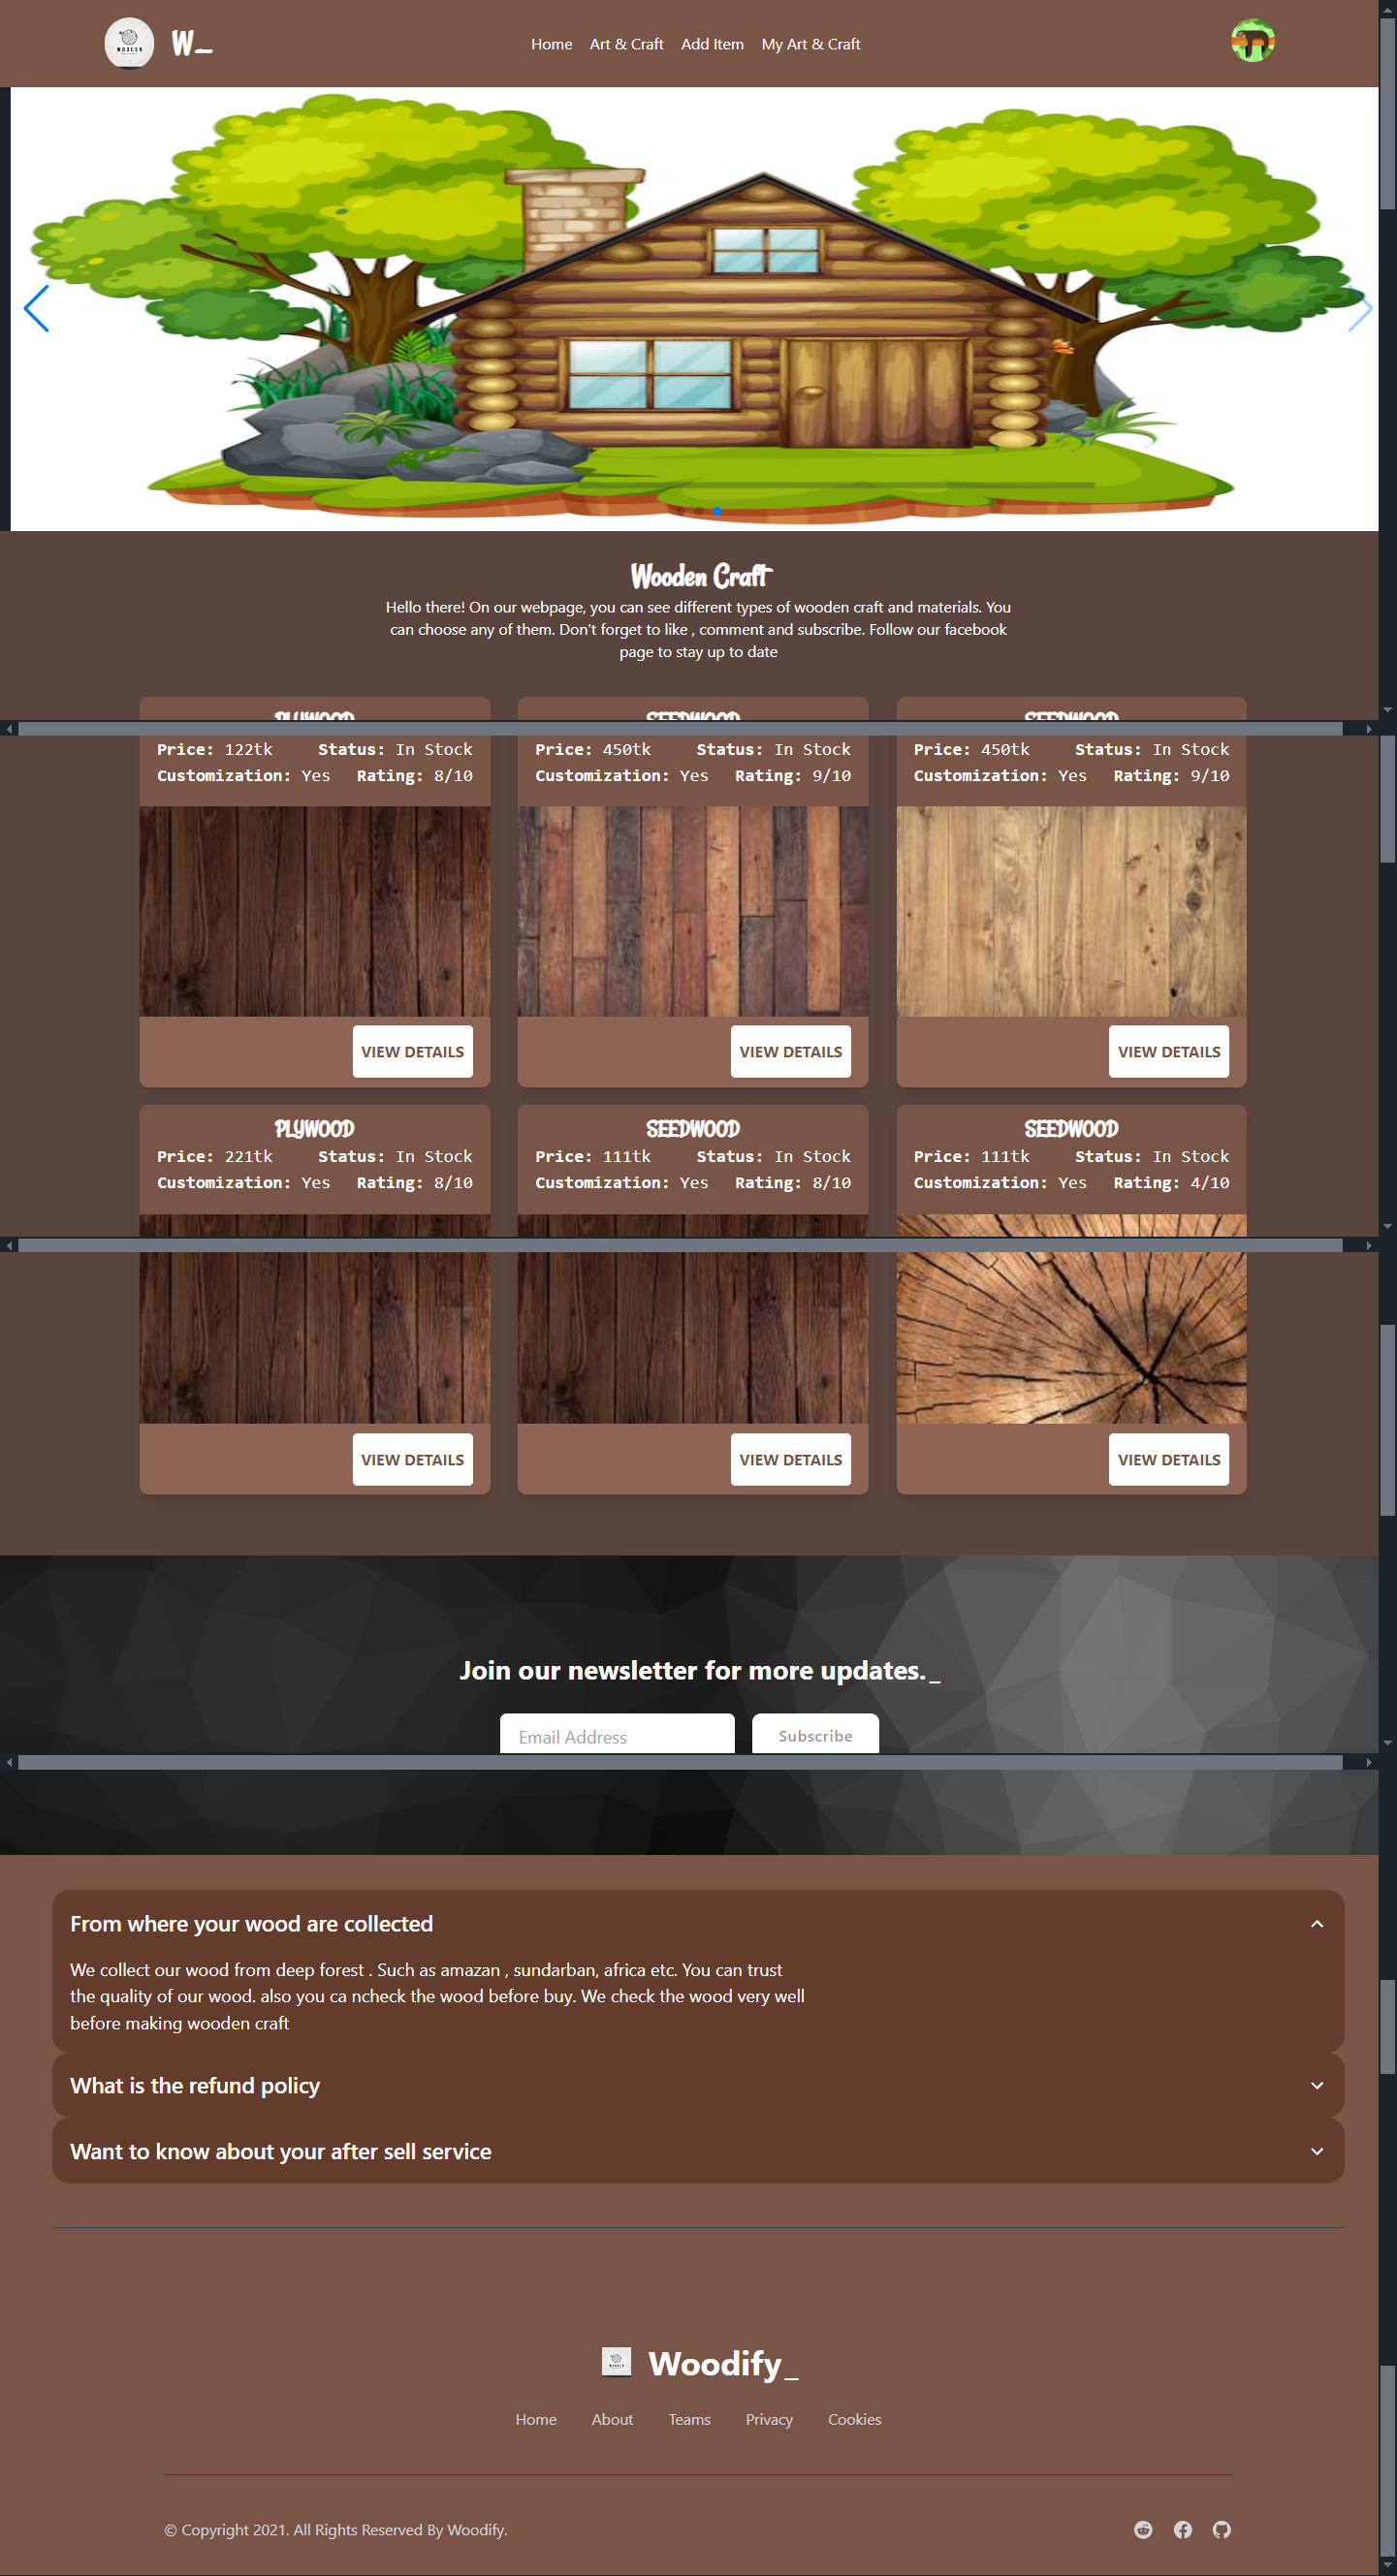 WOODEN
W_
Home Art & Craft Add Item My Art & Craft
Wooden Craft
Hello there! On our webpage, you can see different types of wooden craft and materials. You
can choose any of them. Don't forget to like , comment and subscribe. Follow our facebook
page to stay up to date
PLYWOOD SEEDWOOD SEEDWOOD
Price: 122tk Status: In Stock Price: 450tk Status: In Stock Price: 450tk Status: In Stock
Customization: Yes Rating: 8/10 Customization: Yes Rating: 9/10 Customization: Yes Rating: 9/10
VIEW DETAILS VIEW DETAILS VIEW DETAILS
PLYWOOD SEEDWOOD SEEDWOOD
Price: 221tk Status: In Stock Price: 111tk Status: In Stock Price: 111tk Status: In Stock
Customization: Yes Rating: 8/10 Customization: Yes Rating: 8/10 Customization: Yes Rating: 4/10
VIEW DETAILS VIEW DETAILS VIEW DETAILS
Join our newsletter for more updates._
Email Address Subscribe
From where your wood are collected
We collect our wood from deep forest . Such as amazan , sundarban, africa etc. You can trust
the quality of our wood. also you ca ncheck the wood before buy. We check the wood very well
before making wooden craft
What is the refund policy
Want to know about your after sell service
Woodify_
Home About Teams Privacy Cookies
© Copyright 2021. All Rights Reserved By Woodify.